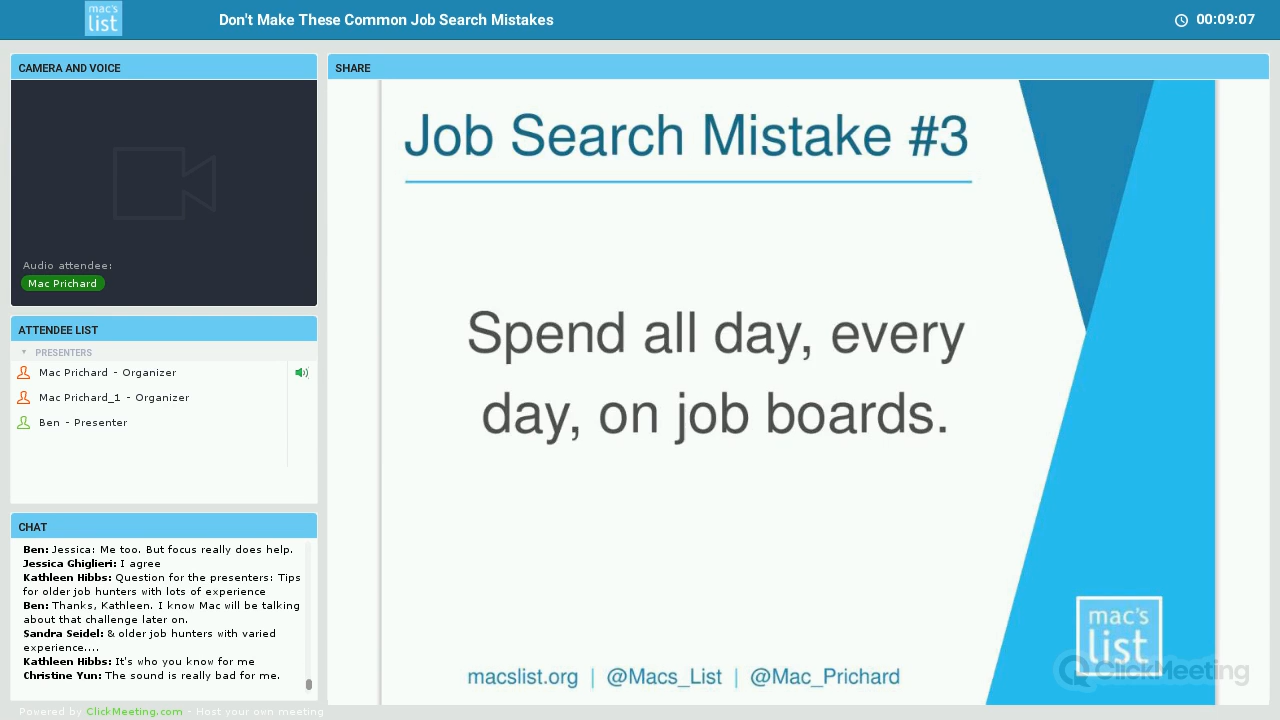 mac's
list
Don't Make These Common Job Search Mistakes
00:09:07
CAMERA AND VOICE
Audio attendee:
Mac Prichard
ATTENDEE LIST
PRESENTERS
Mac Prichard - Organizer
Mac Prichard_1 - Organizer
Ben - Presenter
CHAT
Ben: Jessica: Me too. But focus really does help.
Jessica Ghiglieri: I agree
Kathleen Hibbs: Question for the presenters: Tips
for older job hunters with lots of experience
Ben: Thanks, Kathleen. I know Mac will be talking
about that challenge later on.
Sandra Seidel: & older job hunters with varied
experience....
Kathleen Hibbs: It's who you know for me
Christine Yun: The sound is really bad for me.
Powered by ClickMeeting.com - Host your own meeting
SHARE
Job Search Mistake #3
Spend all day, every
day, on job boards.
mac's
list
macslist.org | @Macs_List | @Mac_Prichard
ClickMeeting